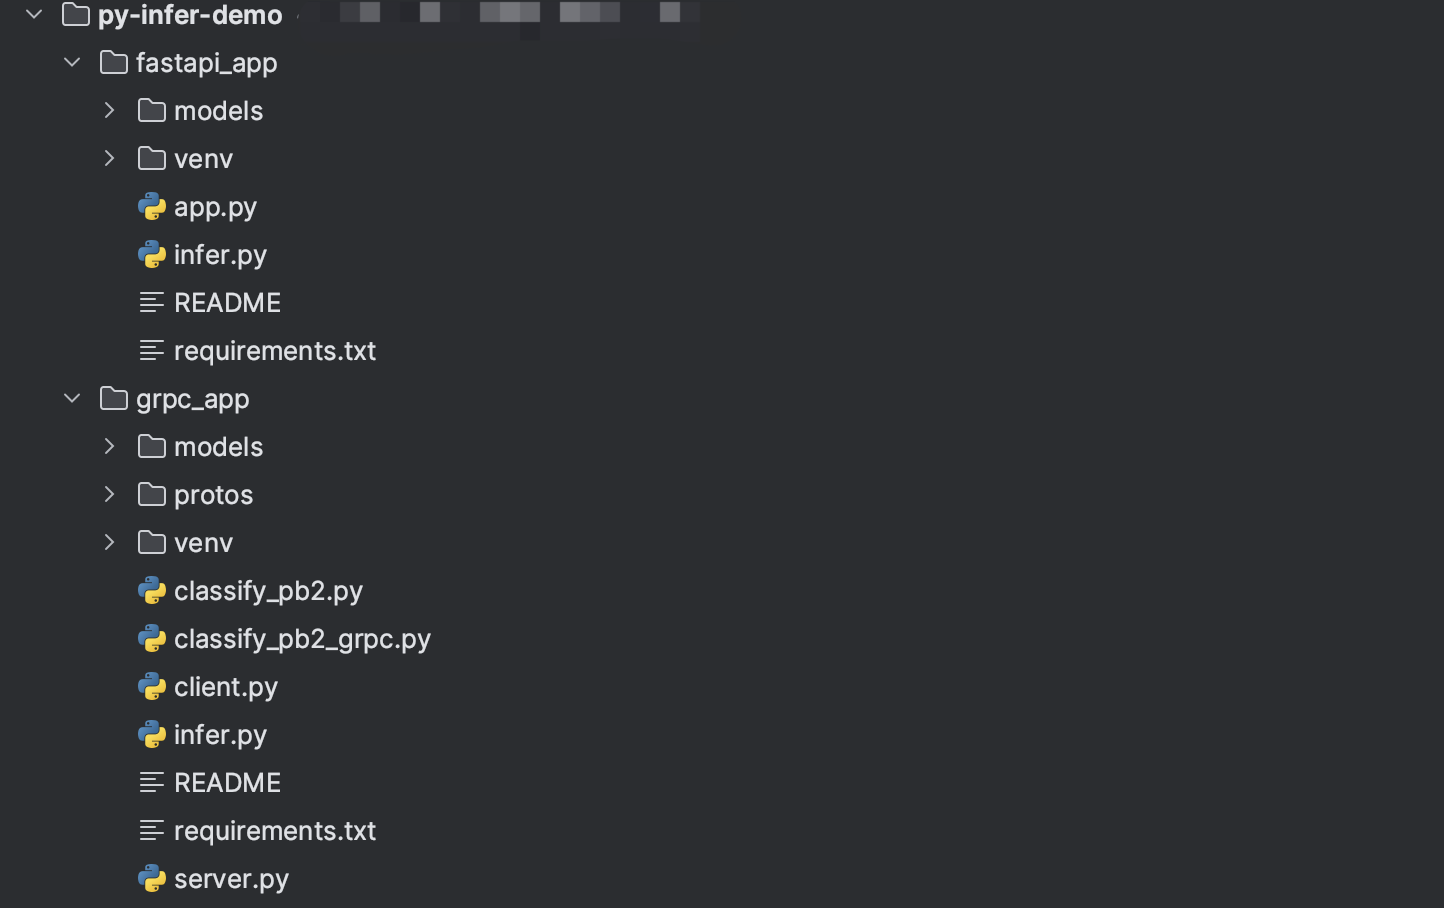 py-infer-demo
fastapi_app
models
venv
app.py
infer.py
README
requirements.txt
grpc_app
models
protos
venv
classify_pb2.py
classify_pb2_grpc.py
client.py
infer.py
README
requirements.txt
server.py